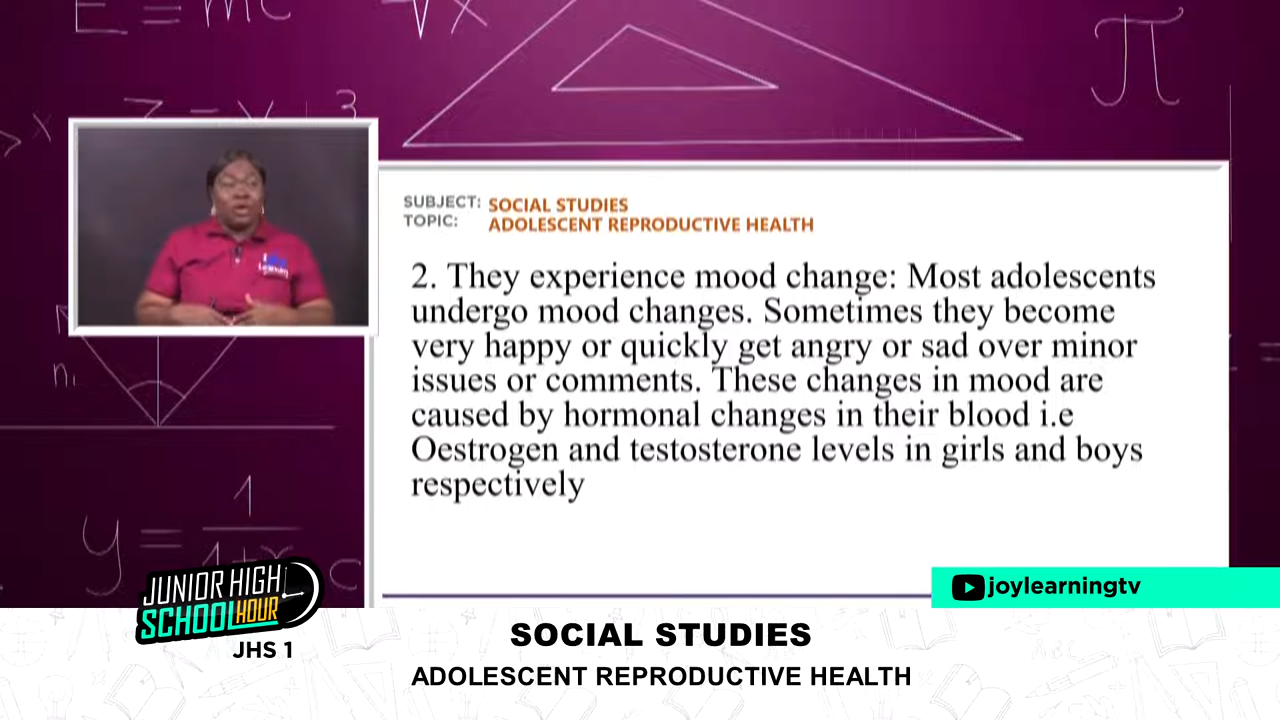 E = mc
√x
π
SUBJECT: SOCIAL STUDIES
TOPIC: ADOLESCENT REPRODUCTIVE HEALTH
2. They experience mood change: Most adolescents
undergo mood changes. Sometimes they become
very happy or quickly get angry or sad over minor
issues or comments. These changes in mood are
caused by hormonal changes in their blood i.e
Oestrogen and testosterone levels in girls and boys
respectively
Learning
n₁
JUNIOR HIGH
SCHOOL HOUR
JHS 1
joylearningtv
SOCIAL STUDIES
ADOLESCENT REPRODUCTIVE HEALTH